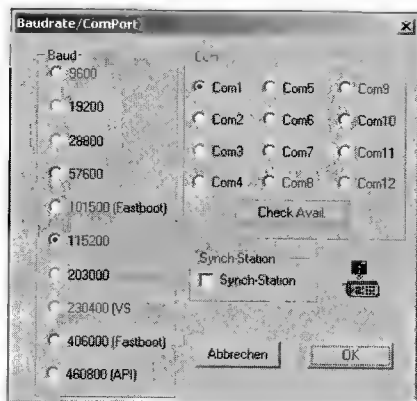 Baudrate/ComPort
Baud
9600
19200
28800
57600
101500 (Fastboot)
115200
203000
230400 (VS
406000 (Fastboot)
460800 (API)
Com
Com1
Com2
Com3
Com4
Com5
Com6
Com7
Com8
Com9
Com10
Com11
Com12
Check Avail.
Synch-Station
Synch-Station
Abbrechen
OK